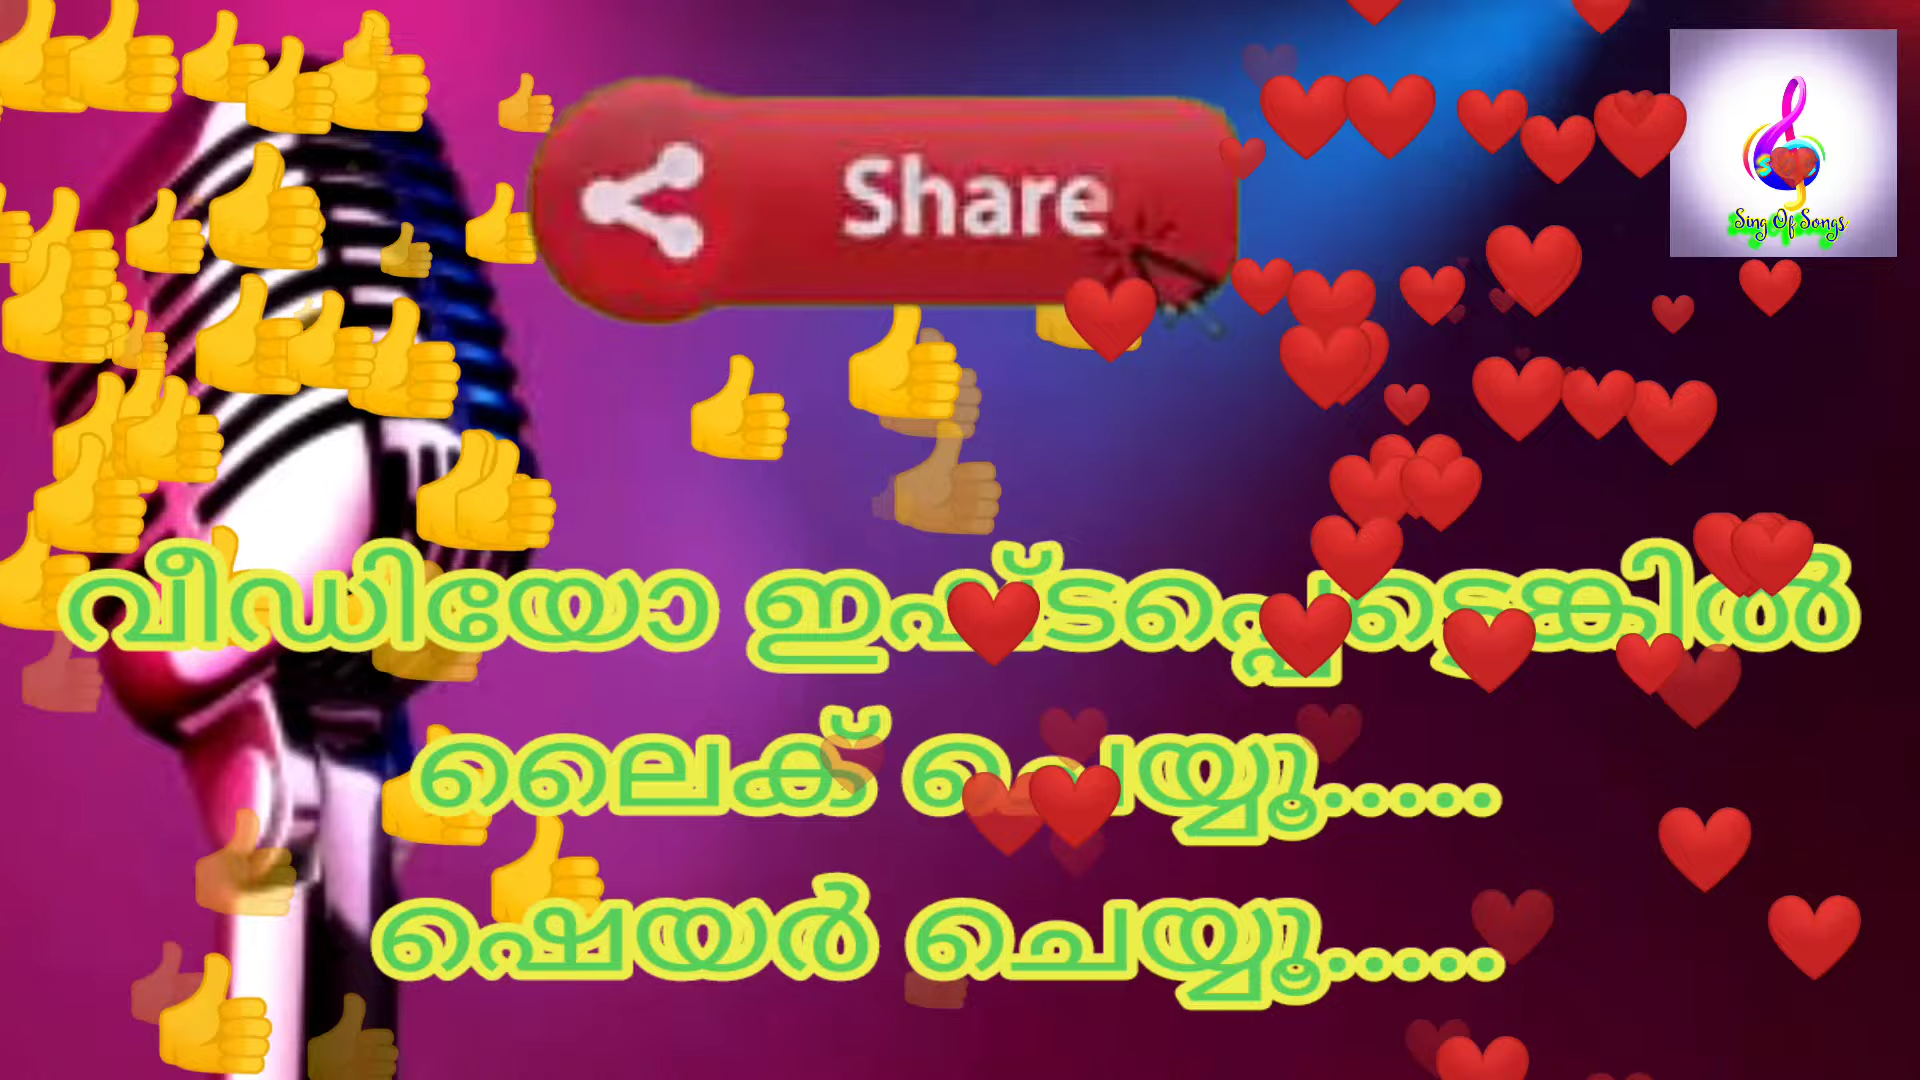 Share
Sing Of Songs
വീഡിയോ ഇഷ്ടപ്പെട്ടെങ്കിൽ
ലൈക് ചെയ്യൂ.....
ഷെയർ ചെയ്യൂ.....